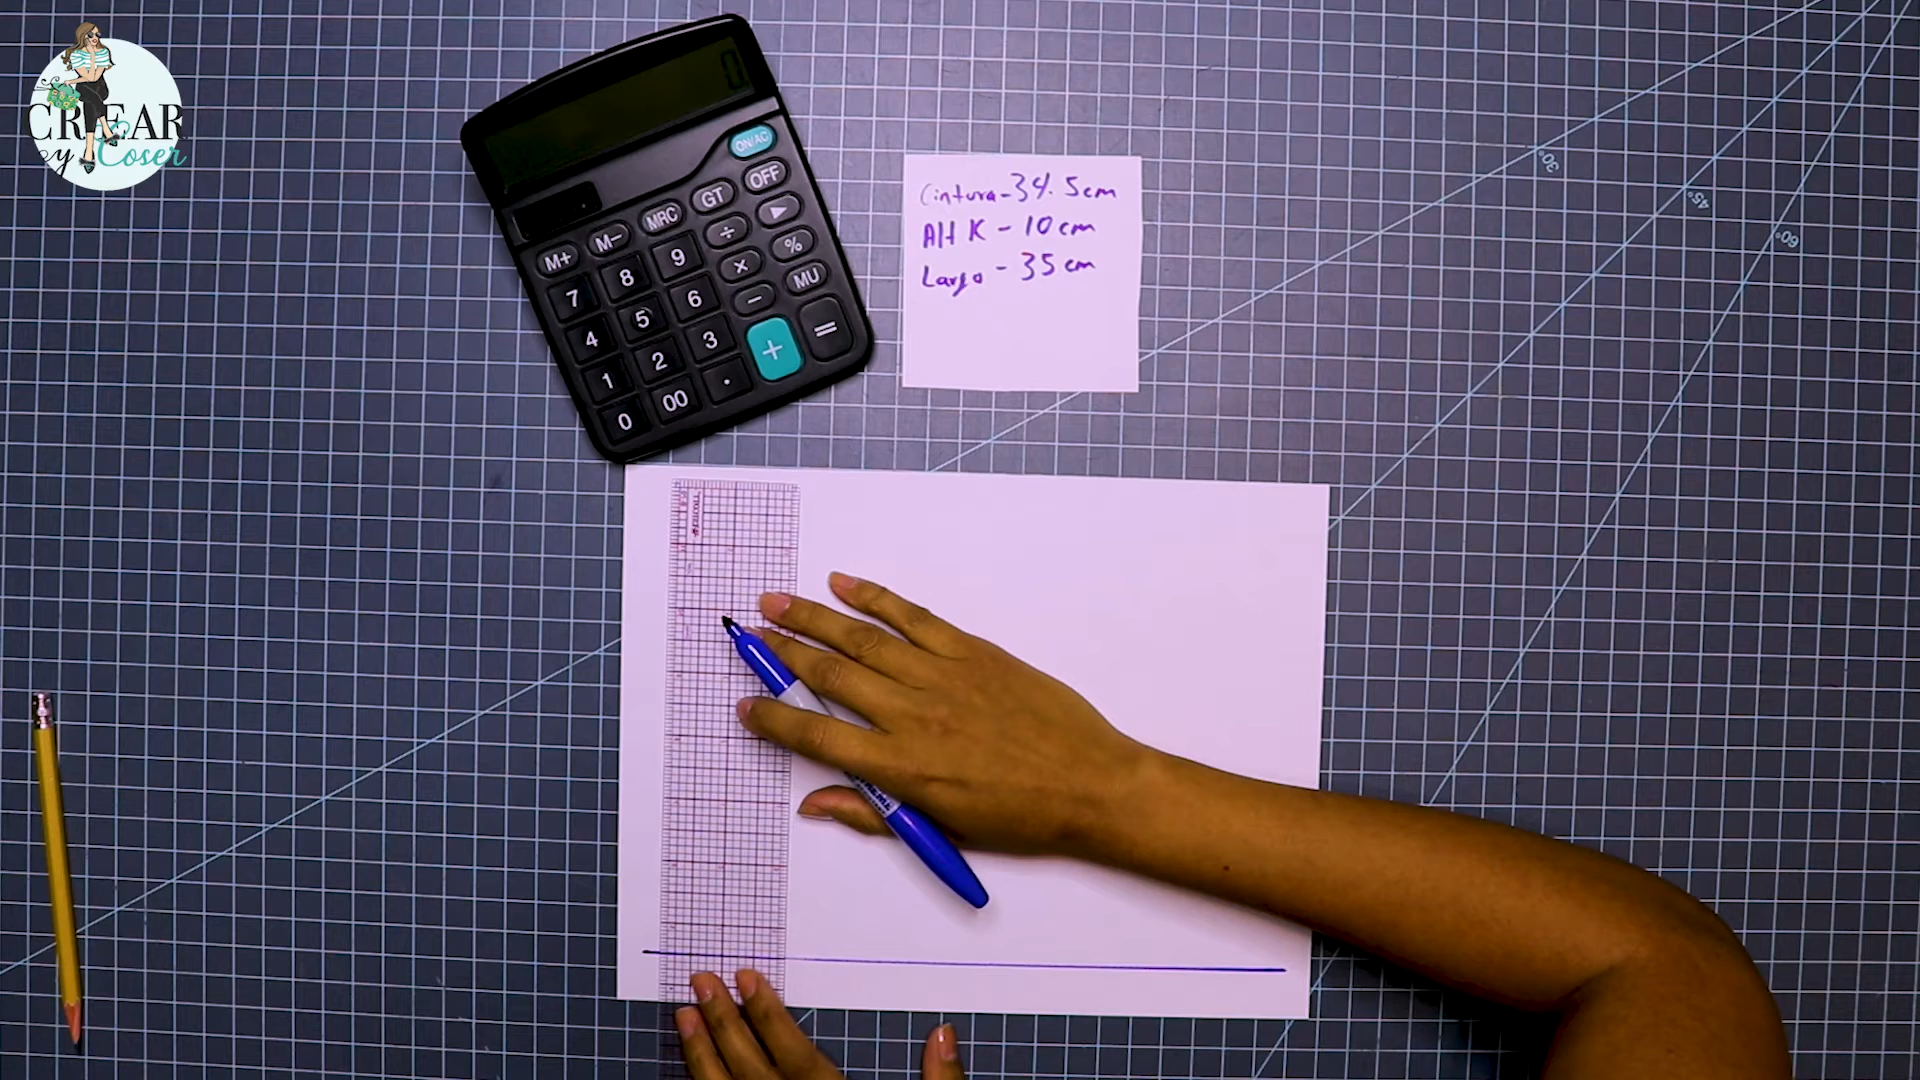 CREAR
y Coser
0
ON/AC
OFF
GT
MRC
M-
M+
÷
▶
7 8 9 × %
4 5 6 − MU
1 2 3 + =
0 00 .
Cintura-34.5cm
Alt K - 10 cm
Largo - 35 cm
30°
45°
60°